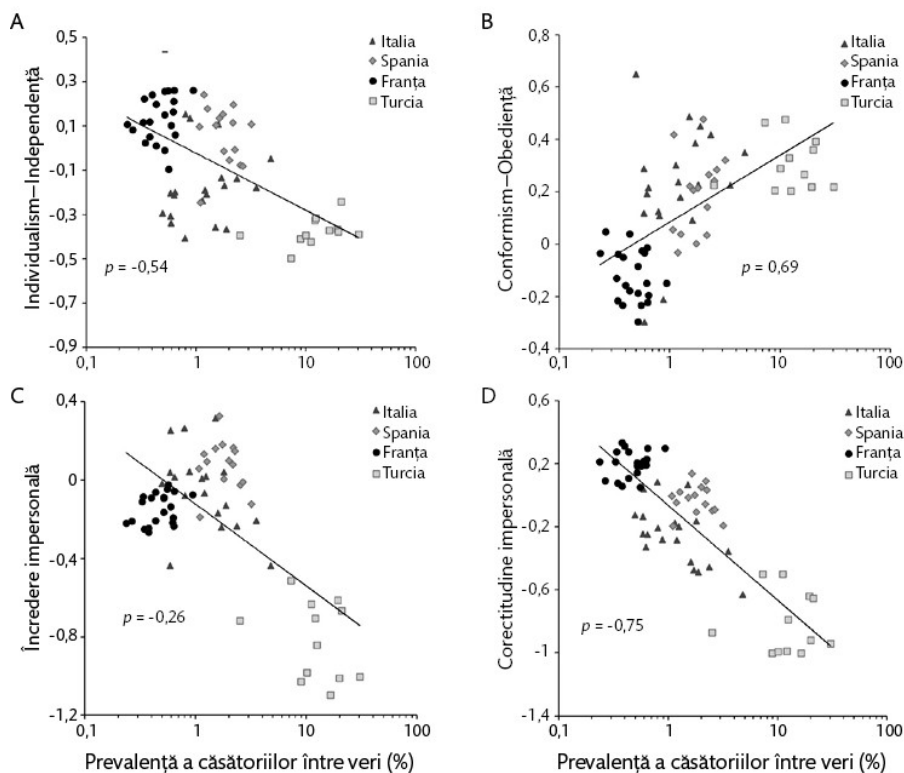 A
0,5
0,3
0,1
-0,1
-0,3
-0,5
-0,7
-0,9
Individualism—Independență
Italia
Spania
Franța
Turcia
p = -0,54
0,1
1
10
100
B
0,8
0,6
0,4
0,2
0
-0,2
-0,4
Conformism—Obediență
Italia
Spania
Franța
Turcia
p = 0,69
0,1
1
10
100
C
0,4
0
-0,4
-0,8
-1,2
Încredere impersonală
Italia
Spania
Franța
Turcia
p = -0,26
0,1
1
10
100
Prevalență a căsătoriilor între veri (%)
D
0,6
0,2
-0,2
-0,6
-1
-1,4
Corectitudine impersonală
Italia
Spania
Franța
Turcia
p = -0,75
0,1
1
10
100
Prevalență a căsătoriilor între veri (%)